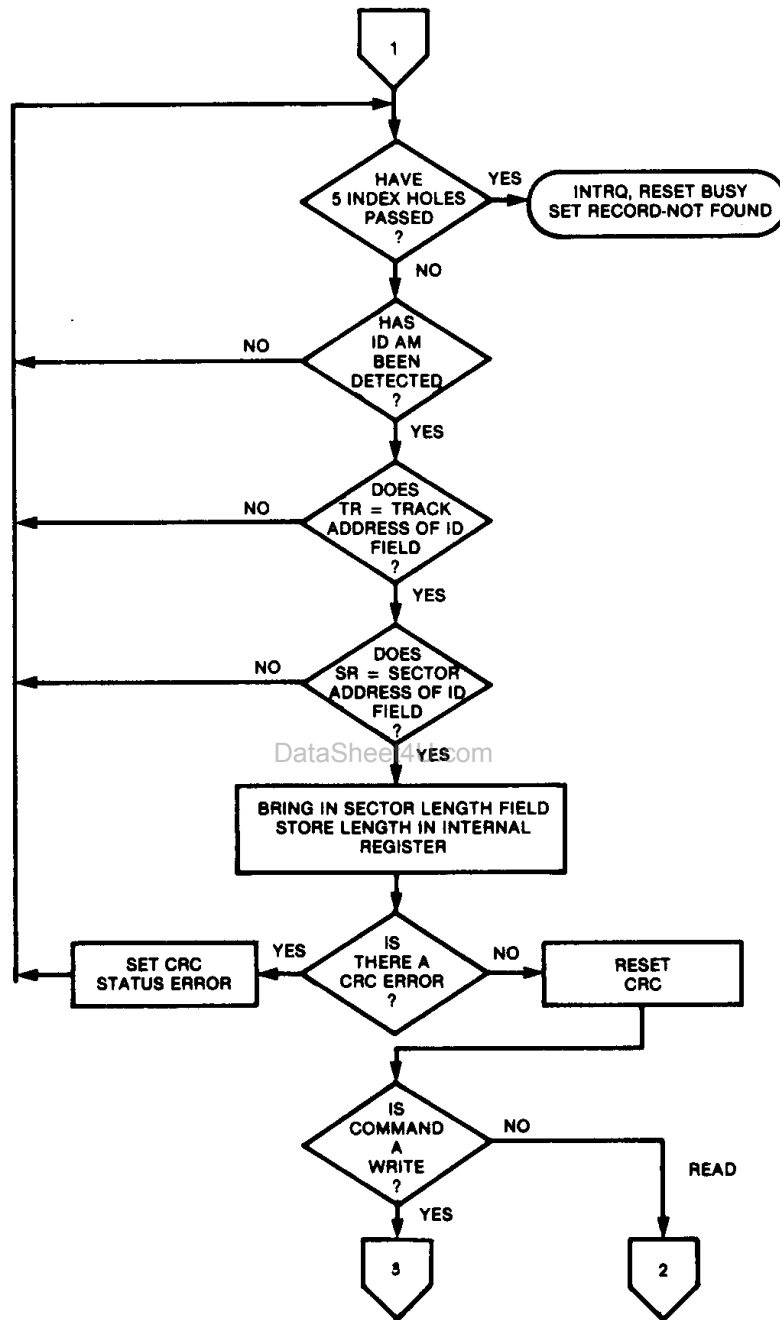 1
HAVE
5 INDEX HOLES
PASSED
?
YES
INTRQ, RESET BUSY
SET RECORD-NOT FOUND
NO
HAS
ID AM
BEEN
DETECTED
?
NO
YES
DOES
TR = TRACK
ADDRESS OF ID
FIELD
?
NO
YES
DOES
SR = SECTOR
ADDRESS OF ID
FIELD
?
NO
YES
DataSheet4U.com
BRING IN SECTOR LENGTH FIELD
STORE LENGTH IN INTERNAL
REGISTER
IS
THERE A
CRC ERROR
?
YES
SET CRC
STATUS ERROR
NO
RESET
CRC
IS
COMMAND
A
WRITE
?
NO
READ
YES
3
2